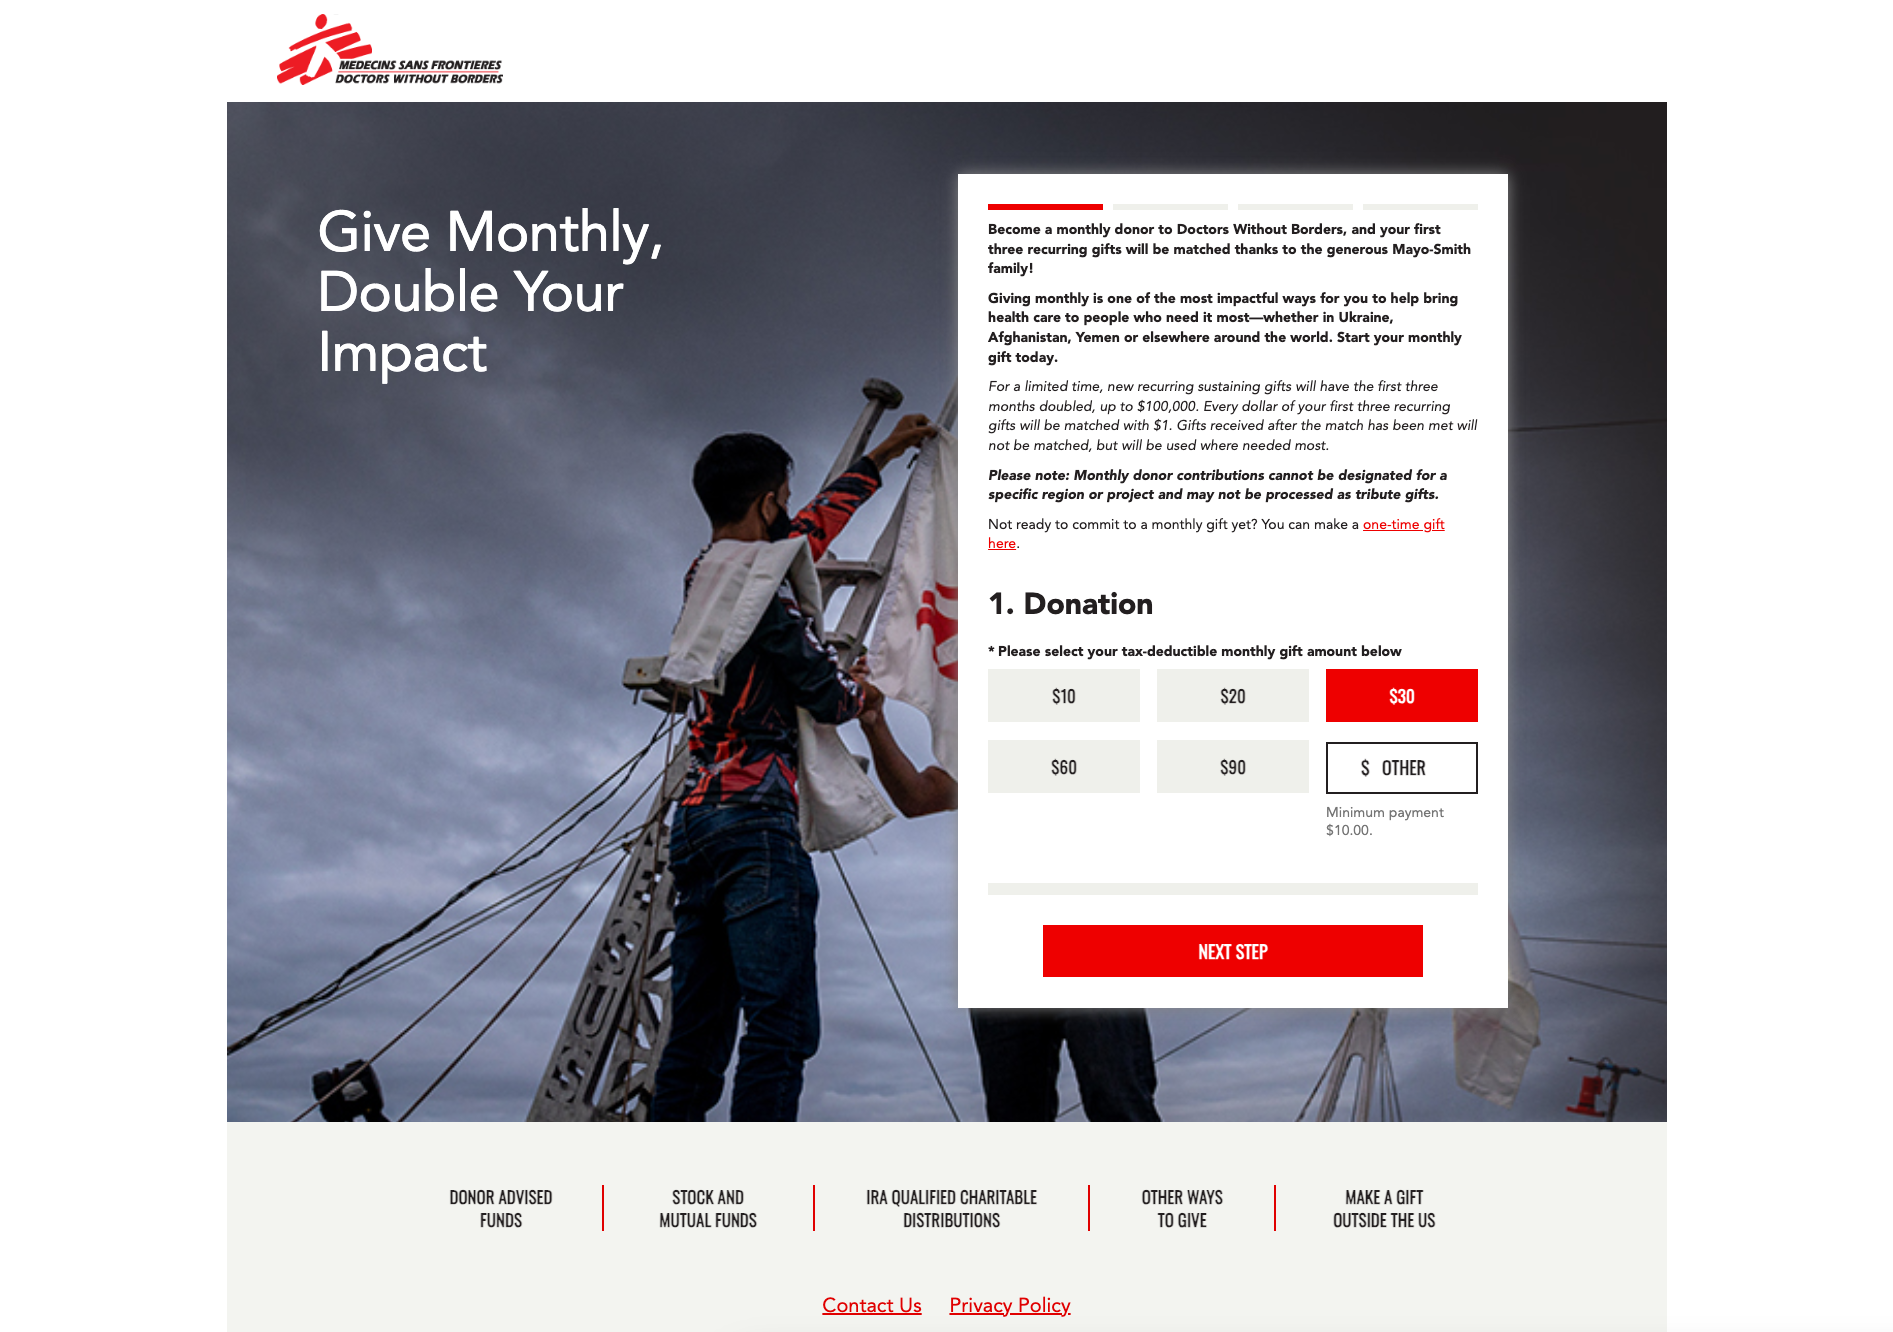 MEDECINS SANS FRONTIERES
DOCTORS WITHOUT BORDERS
Give Monthly,
Double Your
Impact
Become a monthly donor to Doctors Without Borders, and your first
three recurring gifts will be matched thanks to the generous Mayo-Smith
family!
Giving monthly is one of the most impactful ways for you to help bring
health care to people who need it most—whether in Ukraine,
Afghanistan, Yemen or elsewhere around the world. Start your monthly
gift today.
For a limited time, new recurring sustaining gifts will have the first three
months doubled, up to $100,000. Every dollar of your first three recurring
gifts will be matched with $1. Gifts received after the match has been met will
not be matched, but will be used where needed most.
Please note: Monthly donor contributions cannot be designated for a
specific region or project and may not be processed as tribute gifts.
Not ready to commit to a monthly gift yet? You can make a one-time gift
here.
1. Donation
* Please select your tax-deductible monthly gift amount below
$10 $20 $30
$60 $90 $ OTHER
Minimum payment
$10.00.
NEXT STEP
DONOR ADVISED
FUNDS
STOCK AND
MUTUAL FUNDS
IRA QUALIFIED CHARITABLE
DISTRIBUTIONS
OTHER WAYS
TO GIVE
MAKE A GIFT
OUTSIDE THE US
Contact Us Privacy Policy